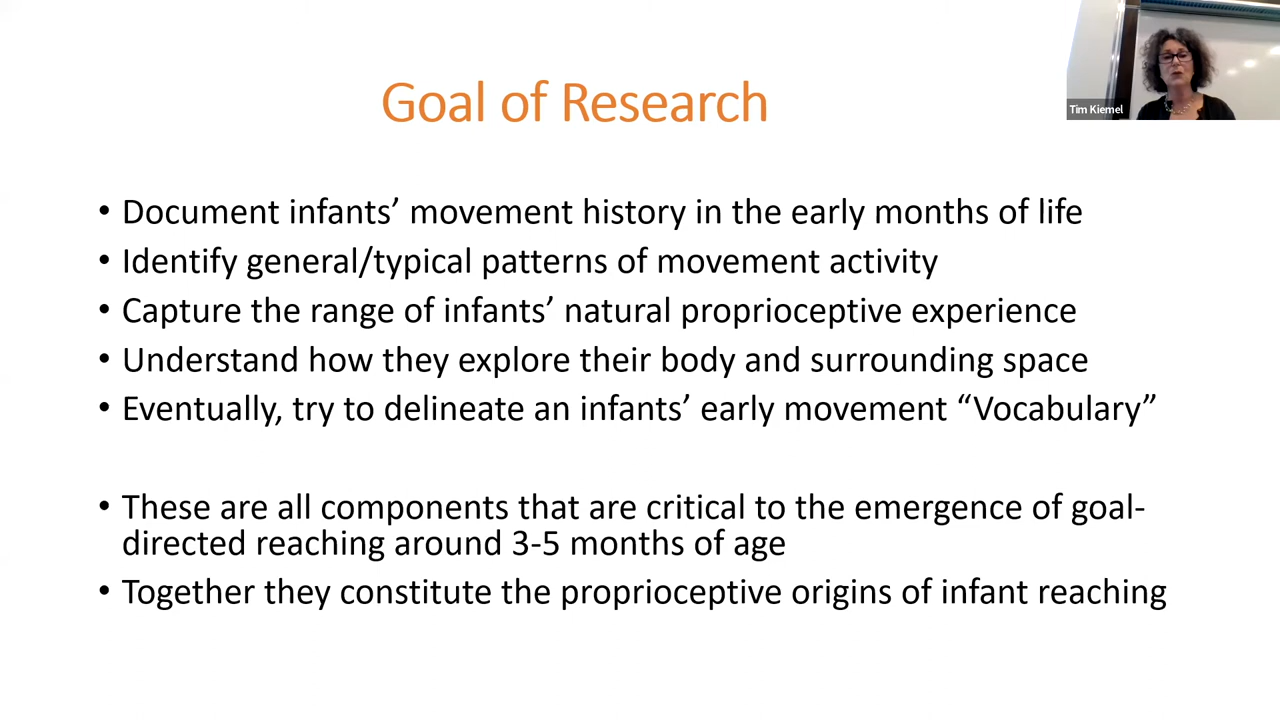 Goal of Research
Tim Kiemel
• Document infants’ movement history in the early months of life
• Identify general/typical patterns of movement activity
• Capture the range of infants’ natural proprioceptive experience
• Understand how they explore their body and surrounding space
• Eventually, try to delineate an infants’ early movement “Vocabulary”
• These are all components that are critical to the emergence of goal-
directed reaching around 3-5 months of age
• Together they constitute the proprioceptive origins of infant reaching